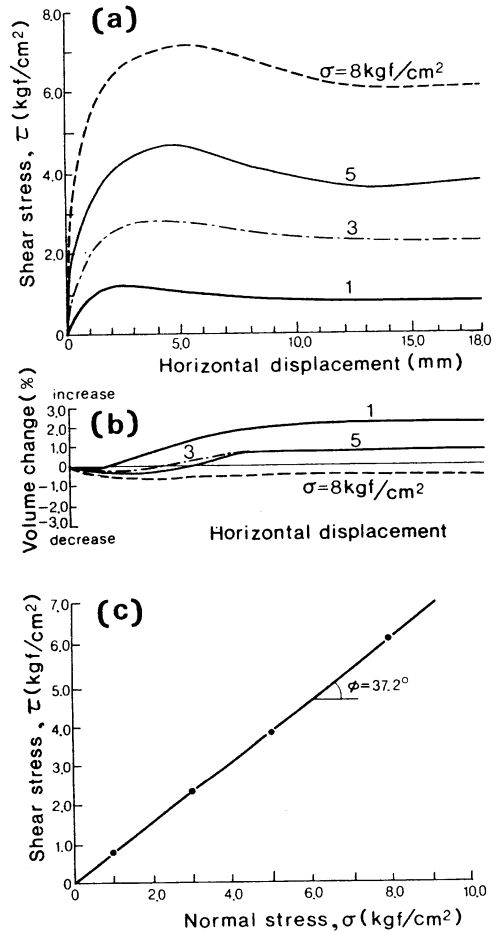 (a)
Shear stress, τ (kgf/cm²)
8,0
6,0
4,0
2,0
0
σ=8kgf/cm²
5
3
1
0 5,0 10,0 15,0 18,0
Horizontal displacement (mm)
(b)
Volume change (%)
increase
3,0
2,0
1,0
0
-1,0
-2,0
-3,0
decrease
1
3
5
σ=8kgf/cm²
Horizontal displacement
(c)
Shear stress, τ (kgf/cm²)
7,0
6,0
5,0
4,0
3,0
2,0
1,0
0
φ=37.2°
0 2,0 4,0 6,0 8,0 10,0
Normal stress, σ (kgf/cm²)